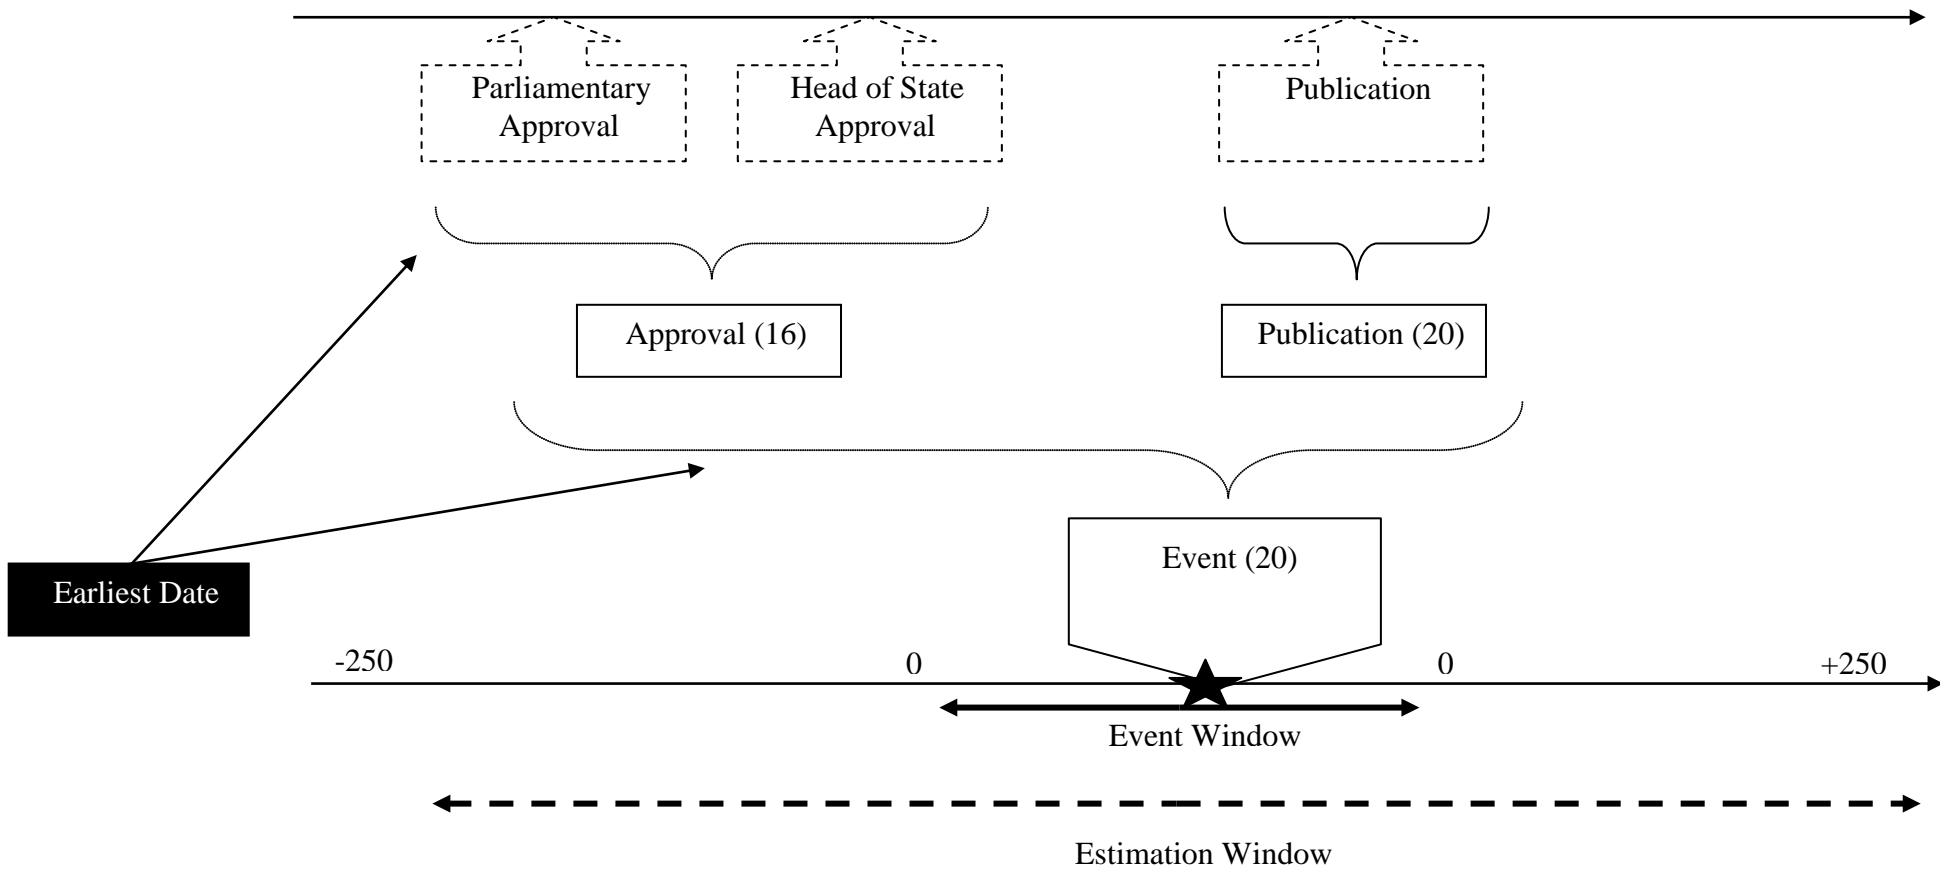 Parliamentary
Approval
Head of State
Approval
Publication
Approval (16)
Publication (20)
Event (20)
Earliest Date
-250
0
0
+250
Event Window
Estimation Window